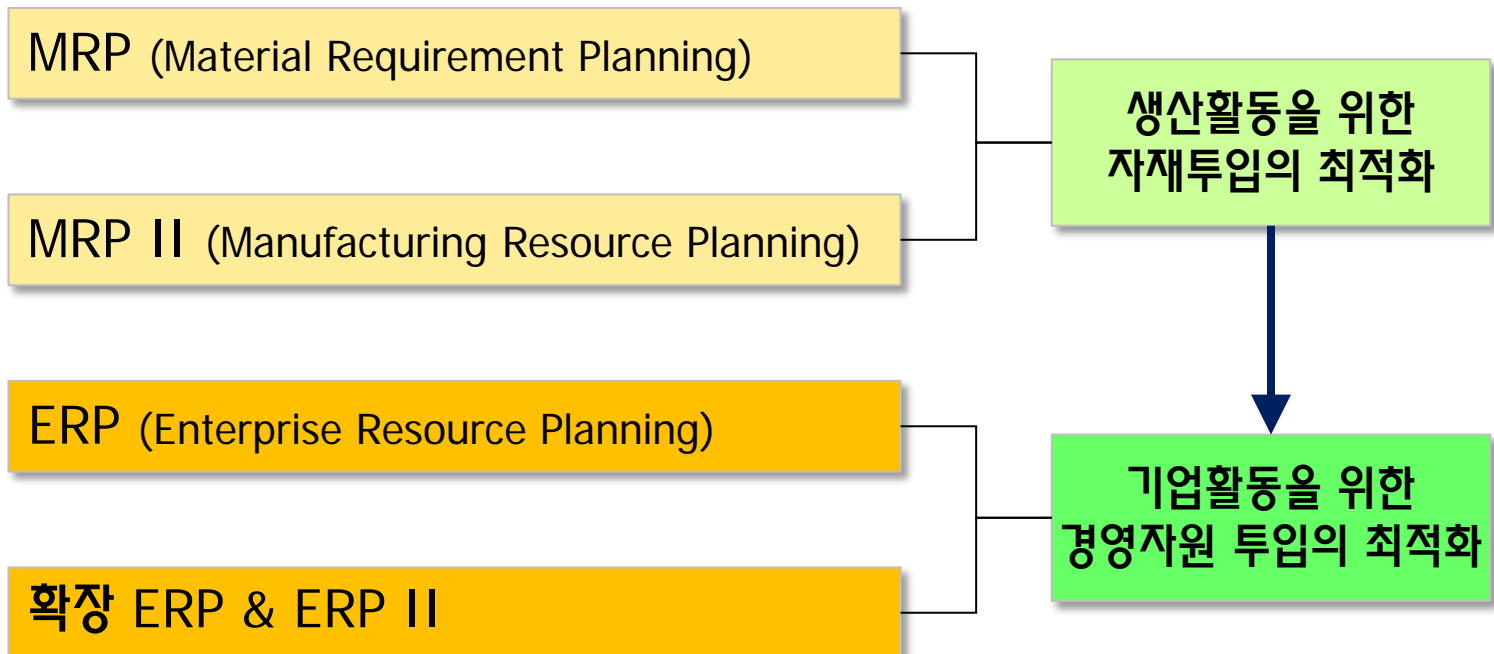 MRP (Material Requirement Planning)
MRP II (Manufacturing Resource Planning)
생산활동을 위한
자재투입의 최적화
ERP (Enterprise Resource Planning)
확장 ERP & ERP II
기업활동을 위한
경영자원 투입의 최적화